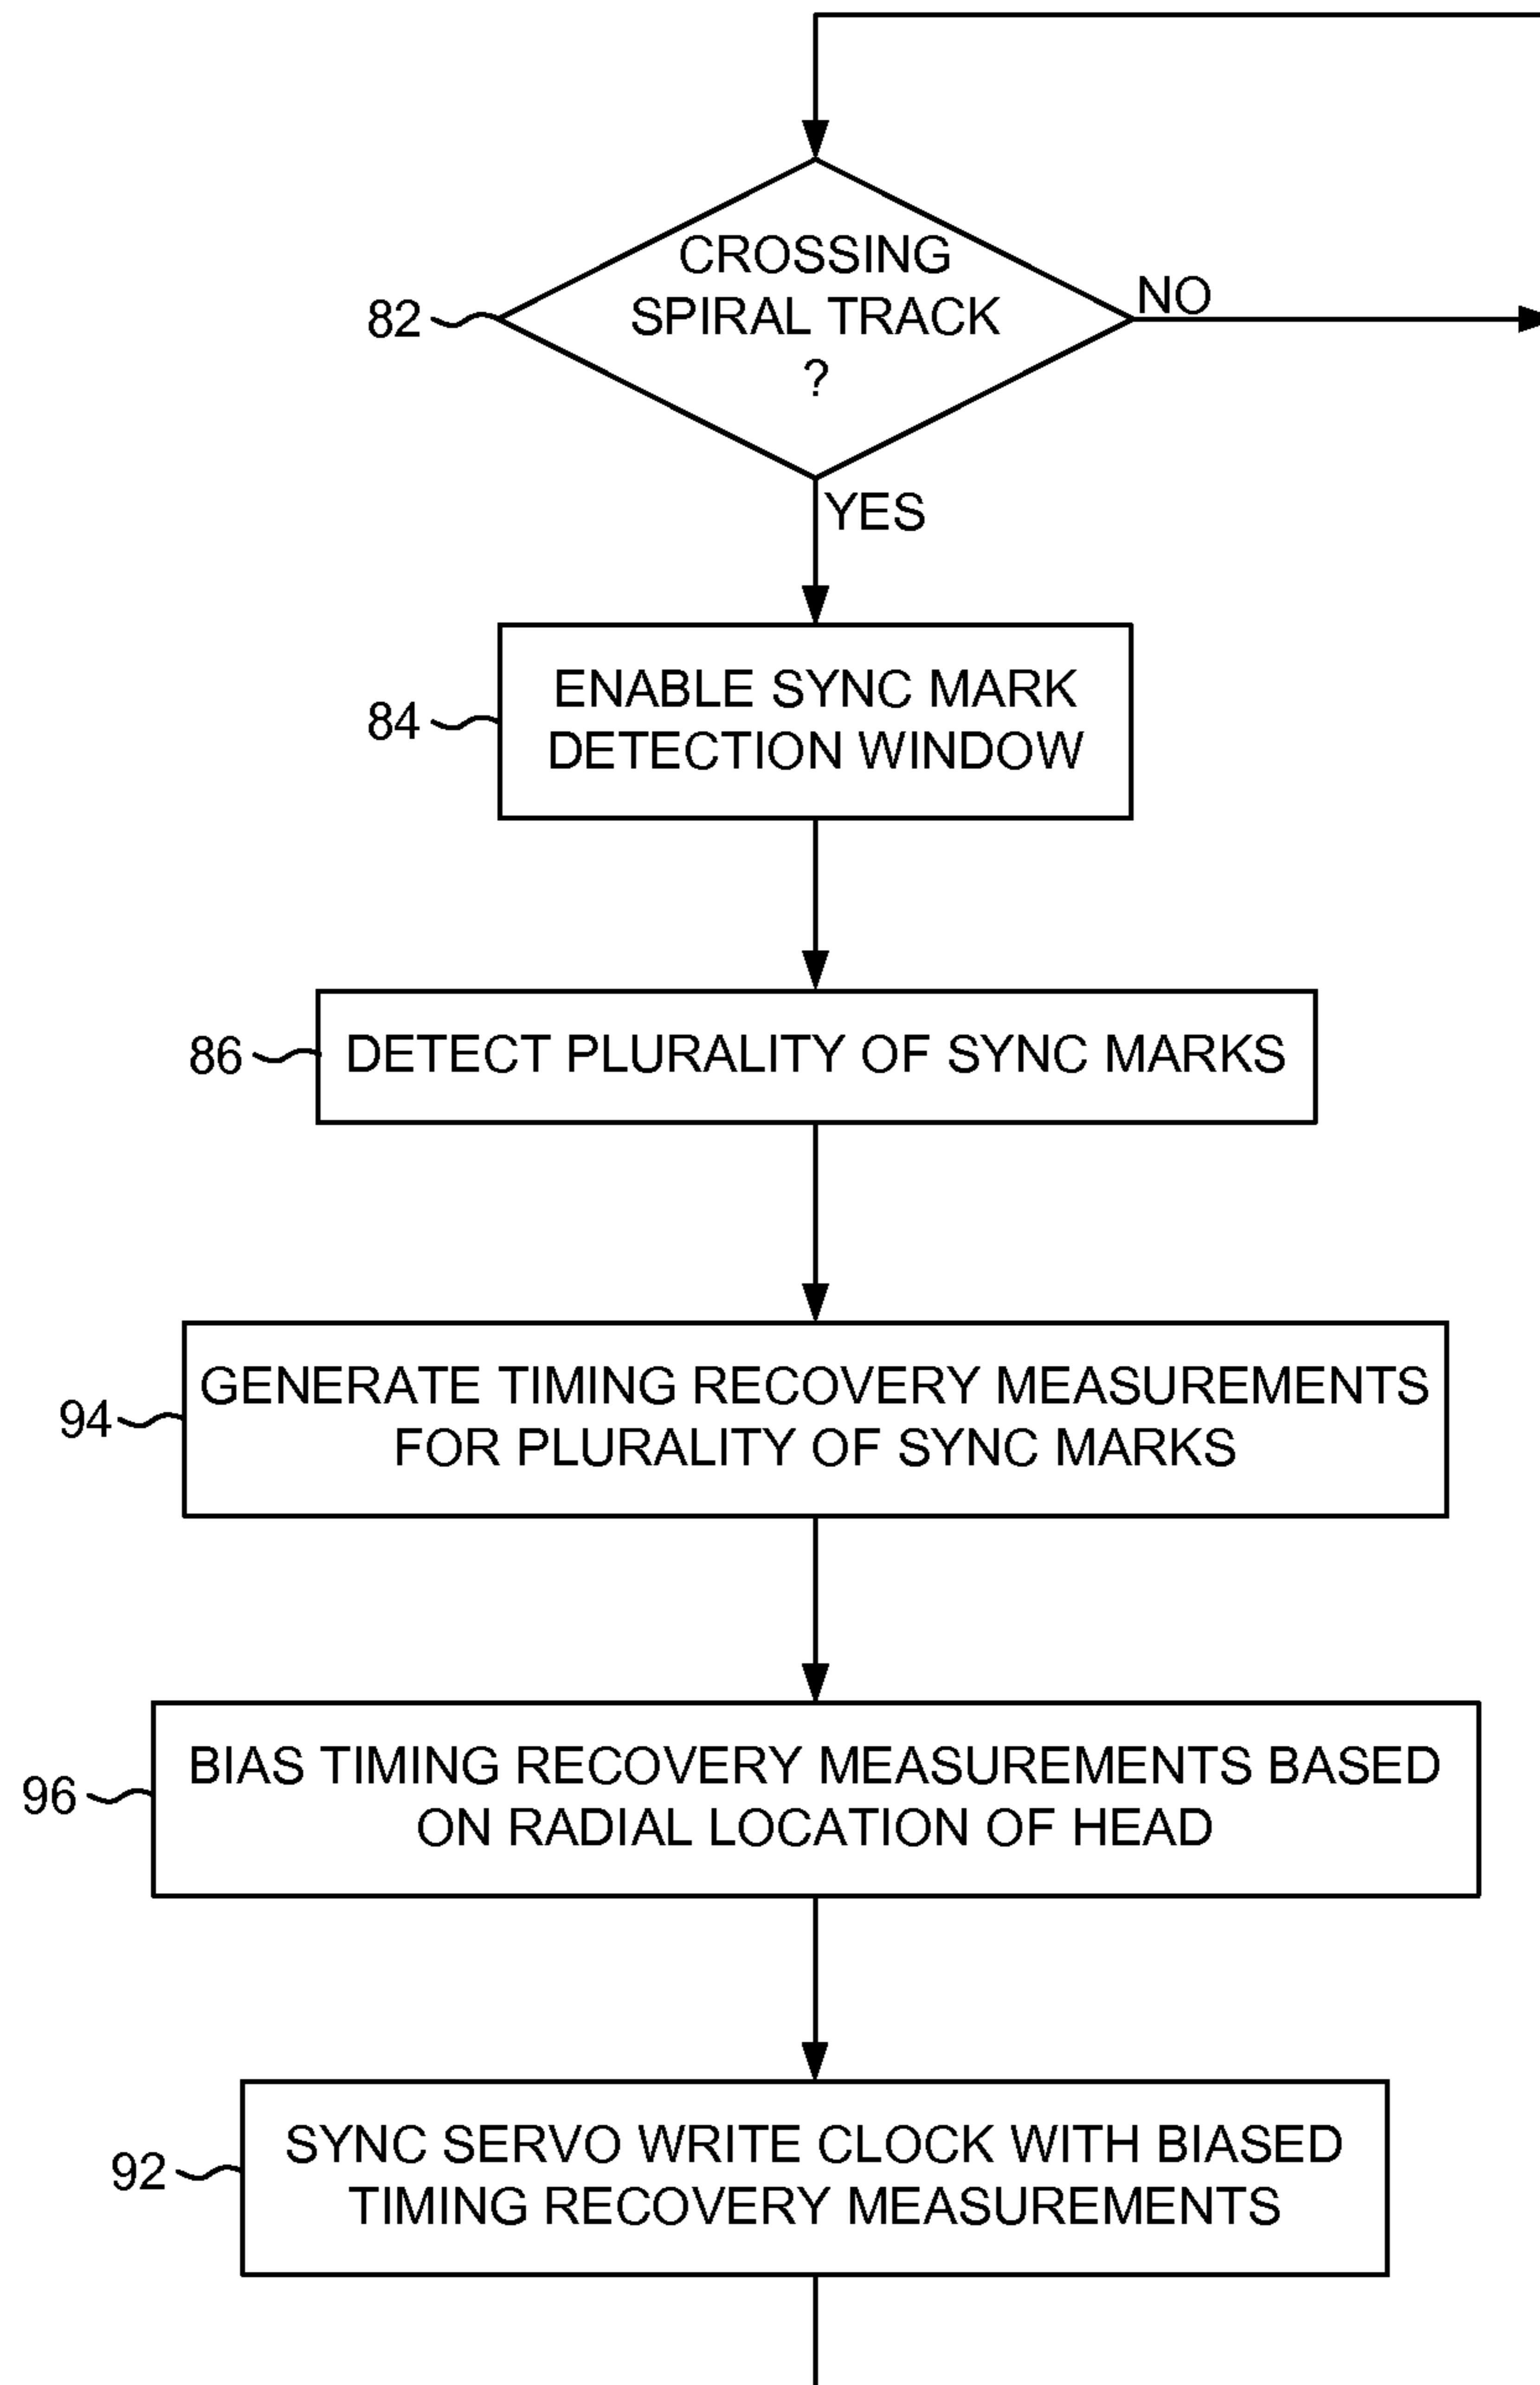 CROSSING
SPIRAL TRACK
?
82
NO
YES
84
ENABLE SYNC MARK
DETECTION WINDOW
86
DETECT PLURALITY OF SYNC MARKS
94
GENERATE TIMING RECOVERY MEASUREMENTS
FOR PLURALITY OF SYNC MARKS
96
BIAS TIMING RECOVERY MEASUREMENTS BASED
ON RADIAL LOCATION OF HEAD
92
SYNC SERVO WRITE CLOCK WITH BIASED
TIMING RECOVERY MEASUREMENTS